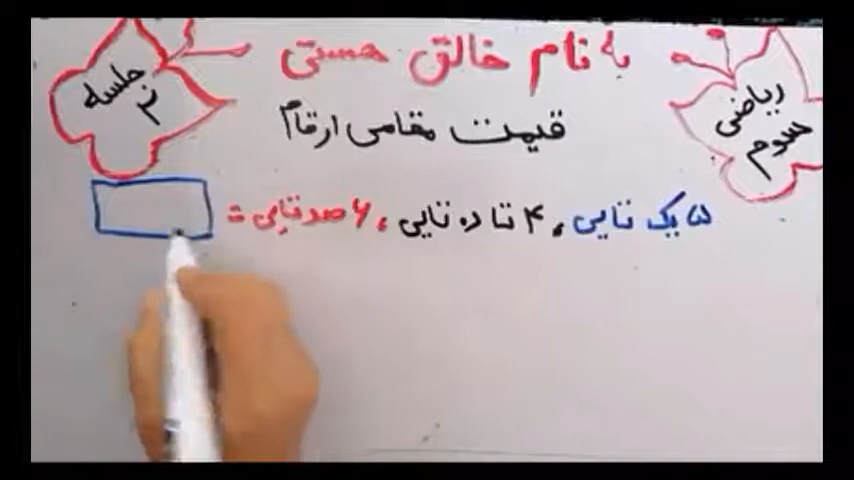 به نام خالق هستی
ریاضی
سوم
جلسه
۲
قیمت مقامی ارقام
۵ یک تایی، ۴ تا ده تایی، ۶ صد تایی =